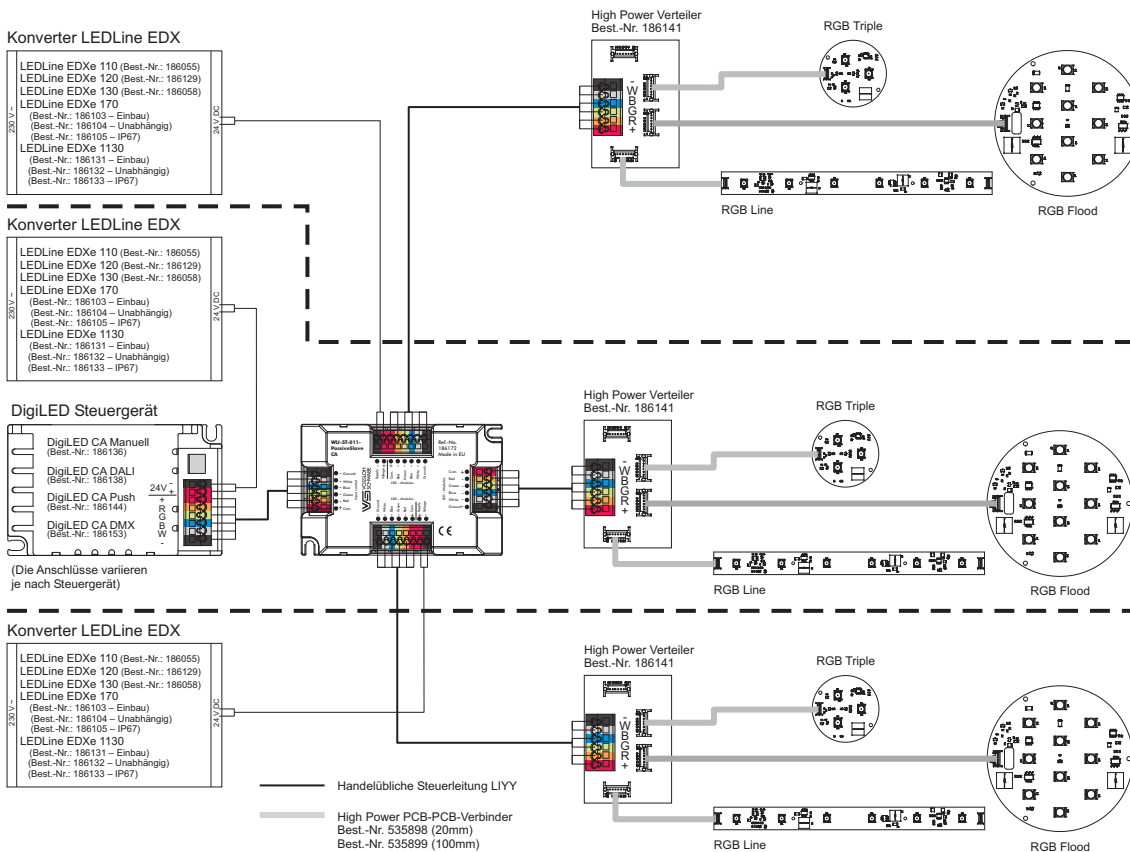 Konverter LEDLine EDX
230 V ~
LEDLine EDXe 110 (Best.-Nr.: 186055)
LEDLine EDXe 120 (Best.-Nr.: 186129)
LEDLine EDXe 130 (Best.-Nr.: 186058)
LEDLine EDXe 170
(Best.-Nr.: 186103 – Einbau)
(Best.-Nr.: 186104 – Unabhängig)
(Best.-Nr.: 186105 – IP67)
LEDLine EDXe 1130
(Best.-Nr.: 186131 – Einbau)
(Best.-Nr.: 186132 – Unabhängig)
(Best.-Nr.: 186133 – IP67)
24 V DC
High Power Verteiler
Best.-Nr. 186141
-
W
B
G
R
+
RGB Triple
RGB Line
RGB Flood
Konverter LEDLine EDX
230 V ~
LEDLine EDXe 110 (Best.-Nr.: 186055)
LEDLine EDXe 120 (Best.-Nr.: 186129)
LEDLine EDXe 130 (Best.-Nr.: 186058)
LEDLine EDXe 170
(Best.-Nr.: 186103 – Einbau)
(Best.-Nr.: 186104 – Unabhängig)
(Best.-Nr.: 186105 – IP67)
LEDLine EDXe 1130
(Best.-Nr.: 186131 – Einbau)
(Best.-Nr.: 186132 – Unabhängig)
(Best.-Nr.: 186133 – IP67)
24 V DC
DigiLED Steuergerät
DigiLED CA Manuell
(Best.-Nr.: 186136)
DigiLED CA DALI
(Best.-Nr.: 186138)
DigiLED CA Push
(Best.-Nr.: 186144)
DigiLED CA DMX
(Best.-Nr.: 186153)
24V
-
+
+
R
G
B
W
-
(Die Anschlüsse variieren
je nach Steuergerät)
WU-ST-011-
PassiveSlave
CA
Ref.-No.
186172
Made in EU
VOSSLOH
SCHWABE
CE
High Power Verteiler
Best.-Nr. 186141
-
W
B
G
R
+
RGB Triple
RGB Line
RGB Flood
Konverter LEDLine EDX
230 V ~
LEDLine EDXe 110 (Best.-Nr.: 186055)
LEDLine EDXe 120 (Best.-Nr.: 186129)
LEDLine EDXe 130 (Best.-Nr.: 186058)
LEDLine EDXe 170
(Best.-Nr.: 186103 – Einbau)
(Best.-Nr.: 186104 – Unabhängig)
(Best.-Nr.: 186105 – IP67)
LEDLine EDXe 1130
(Best.-Nr.: 186131 – Einbau)
(Best.-Nr.: 186132 – Unabhängig)
(Best.-Nr.: 186133 – IP67)
24 V DC
High Power Verteiler
Best.-Nr. 186141
-
W
B
G
R
+
RGB Triple
RGB Line
RGB Flood
Handelübliche Steuerleitung LIYY
High Power PCB-PCB-Verbinder
Best.-Nr. 535898 (20mm)
Best.-Nr. 535899 (100mm)